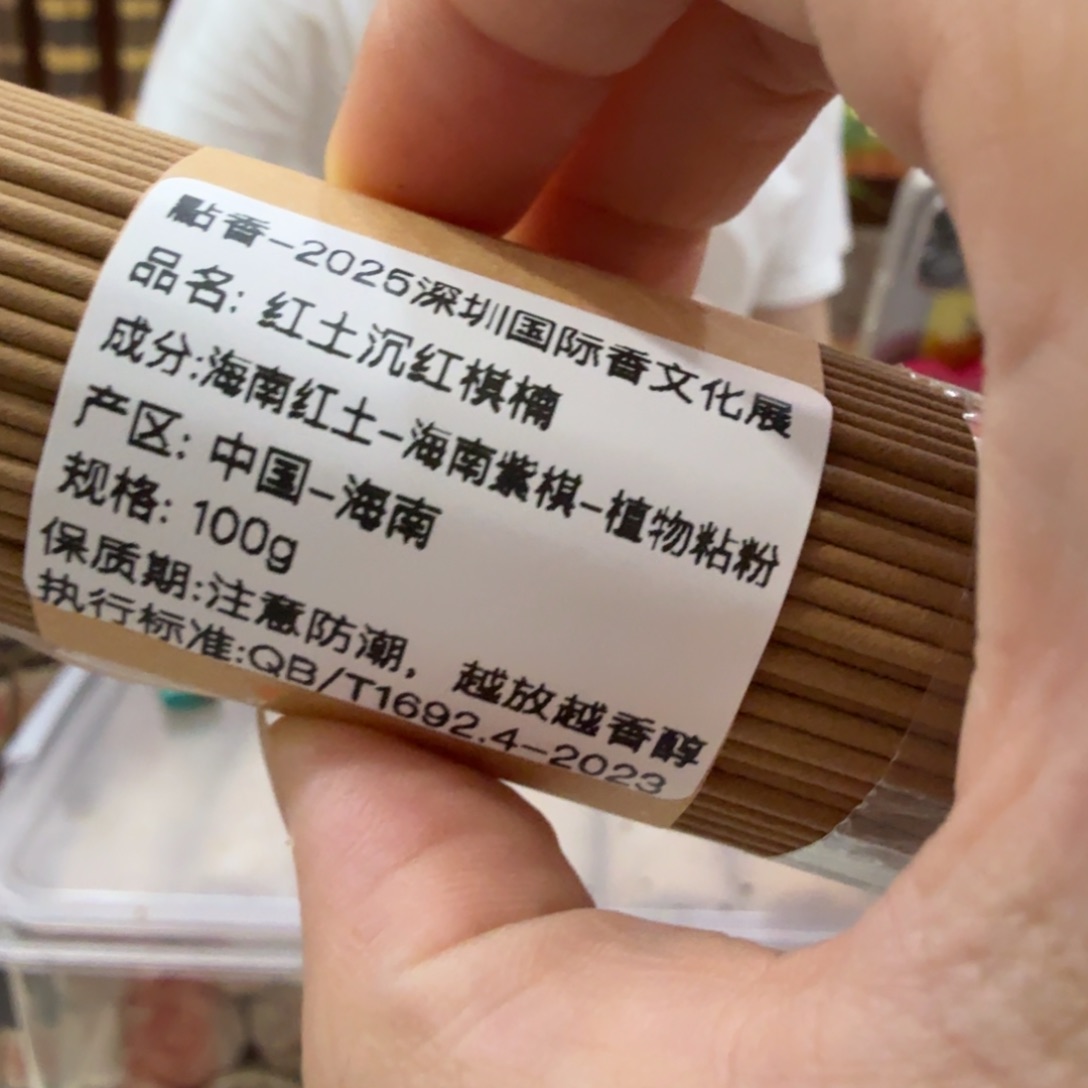 點香-2025深圳国际香文化展
品名: 红土沉红棋楠
成分:海南红土-海南紫棋-植物粘粉
产区: 中国-海南
规格: 100g
保质期:注意防潮, 越放越香醇
执行标准:QB/T1692.4-2023